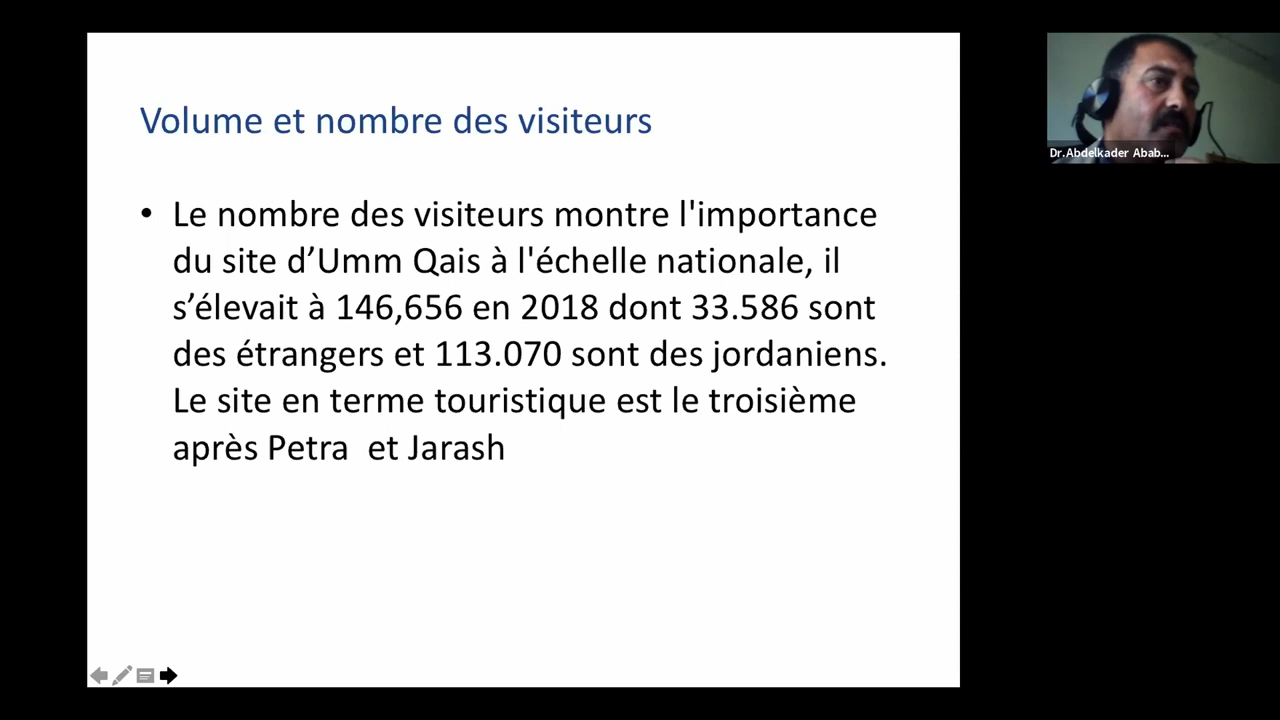 Volume et nombre des visiteurs
• Le nombre des visiteurs montre l'importance
du site d’Umm Qais à l'échelle nationale, il
s’élevait à 146,656 en 2018 dont 33.586 sont
des étrangers et 113.070 sont des jordaniens.
Le site en terme touristique est le troisième
après Petra  et Jarash
Dr.Abdelkader Abab...